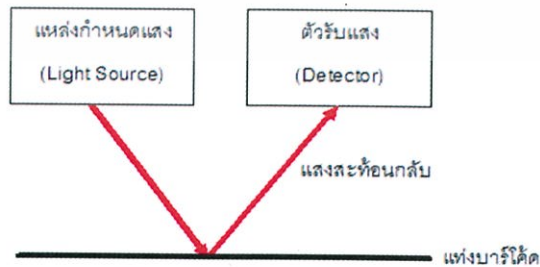 แหล่งกำหนดแสง
(Light Source)
ตัวรับแสง
(Detector)
แสงสะท้อนกลับ
แท่งบาร์โค้ด